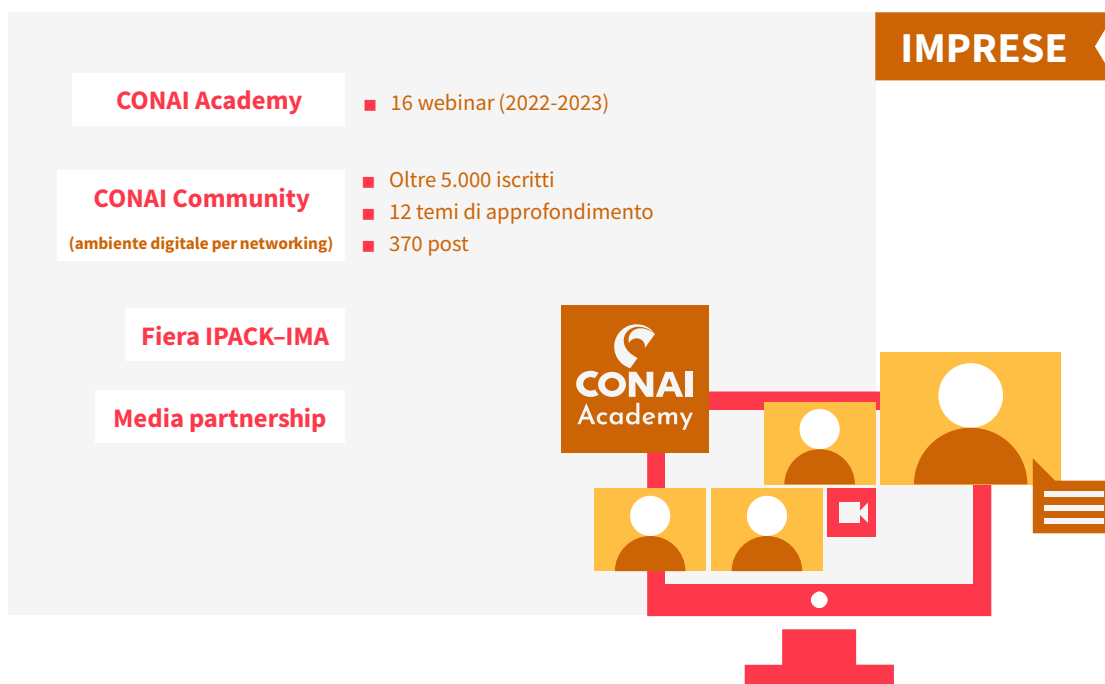 IMPRESE
CONAI Academy
16 webinar (2022-2023)
CONAI Community
(ambiente digitale per networking)
Oltre 5.000 iscritti
12 temi di approfondimento
370 post
Fiera IPACK–IMA
Media partnership
CONAI
Academy